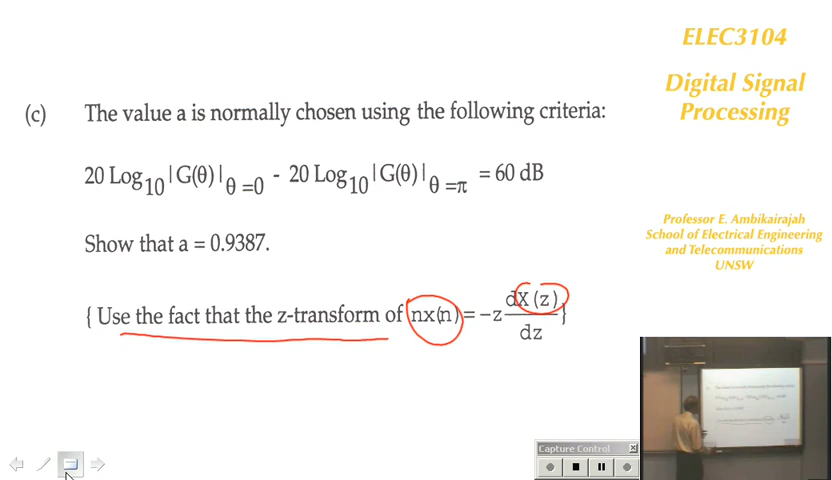 (c) The value a is normally chosen using the following criteria:
20 Log10 |G(θ)|θ=0 - 20 Log10 |G(θ)|θ=π = 60 dB
Show that a = 0.9387.
{ Use the fact that the z-transform of nx(n) = -z dX(z)/dz }
ELEC3104
Digital Signal
Processing
Professor E. Ambikairajah
School of Electrical Engineering
and Telecommunications
UNSW
Capture Control